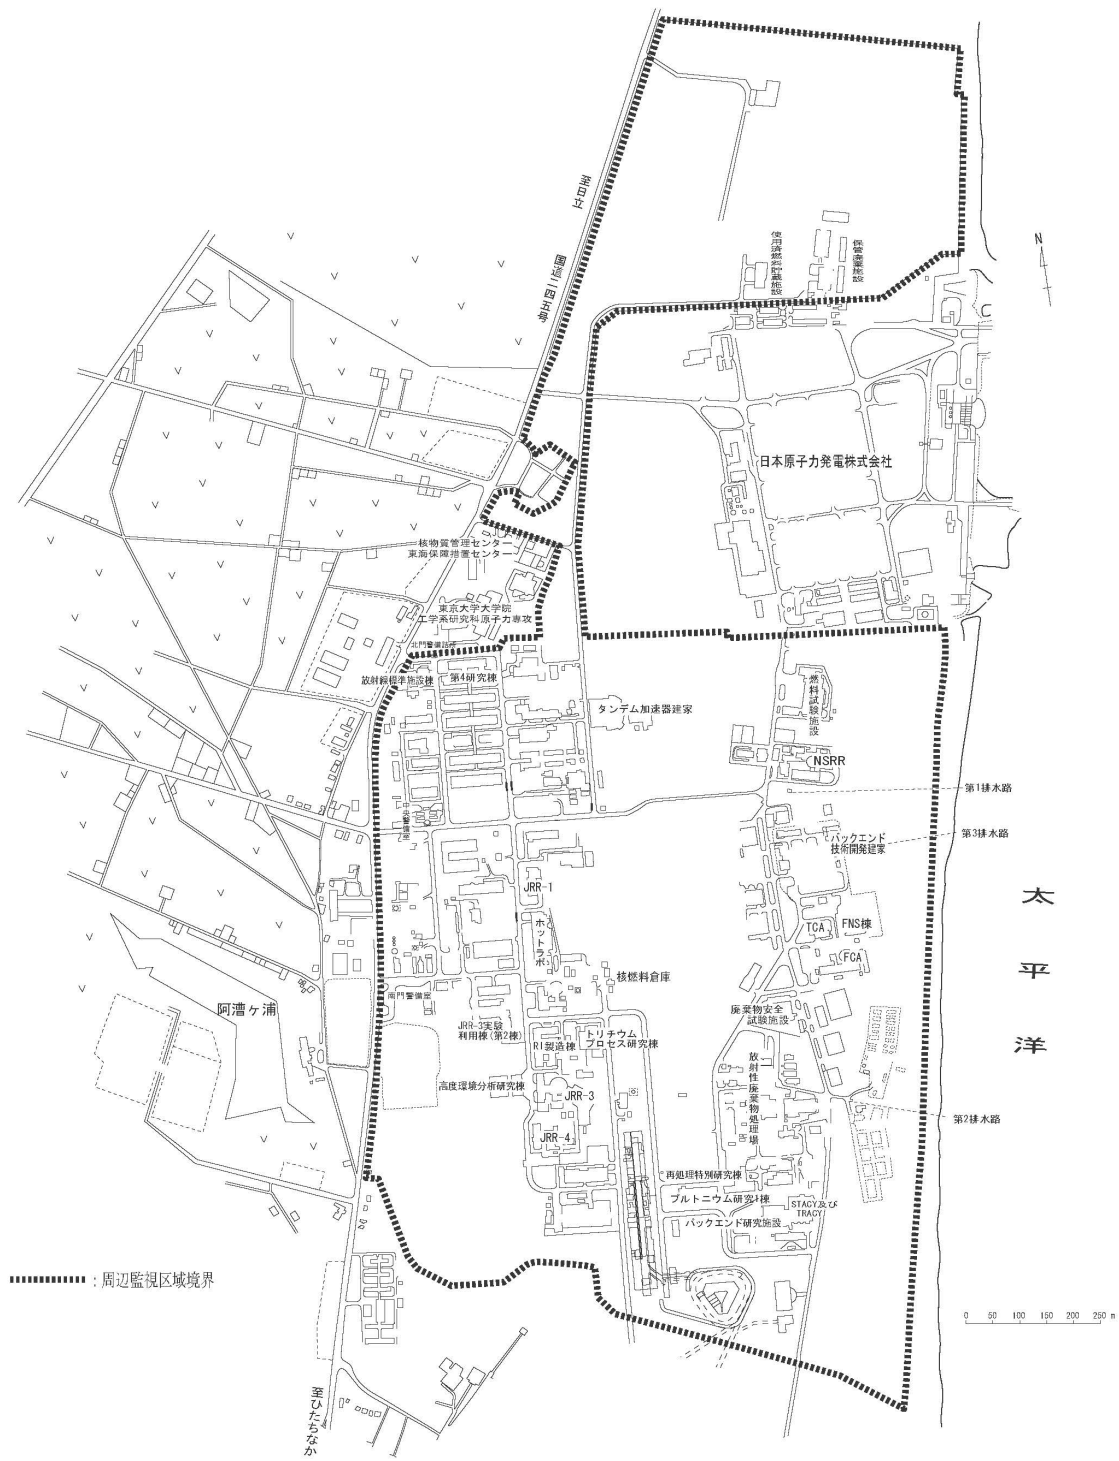 至日立
国道二四五号
N
使用済燃料貯蔵施設
保管廃棄施設
日本原子力発電株式会社
核物質管理センター
東海保障措置センター
東京大学大学院
工学系研究科原子力専攻
北門警備詰所
放射線標準施設棟
第4研究棟
タンデム加速器建家
燃料試験施設
NSRR
第1排水路
中央警備室
第3排水路
バックエンド
技術開発建家
JRR-1
ホットラボ
TCA
FNS棟
FCA
太平洋
核燃料倉庫
南門警備室
阿漕ヶ浦
廃棄物安全
試験施設
JRR-3実験
利用棟(第2棟)
RI製造棟
トリチウム
プロセス研究棟
放射性廃棄物処理場
高度環境分析研究棟
JRR-3
第2排水路
JRR-4
再処理特別研究棟
プルトニウム研究1棟
STACY及び
TRACY
バックエンド研究施設
:周辺監視区域境界
0 50 100 150 200 250 m
至ひたちなか